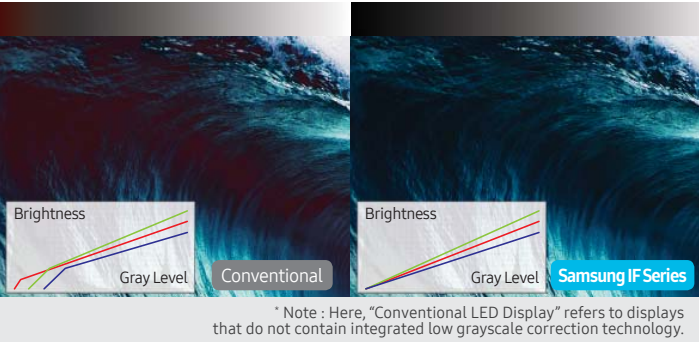 Brightness
Gray Level
Conventional
Brightness
Gray Level
Samsung IF Series
* Note : Here, “Conventional LED Display” refers to displays
that do not contain integrated low grayscale correction technology.